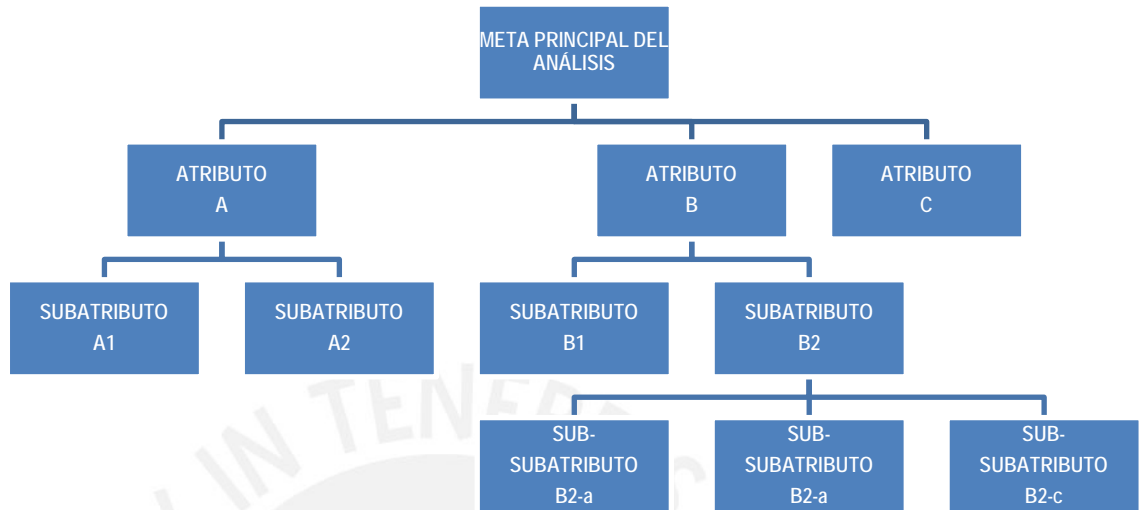 META PRINCIPAL DEL
ANÁLISIS
ATRIBUTO
A
ATRIBUTO
B
ATRIBUTO
C
SUBATRIBUTO
A1
SUBATRIBUTO
A2
SUBATRIBUTO
B1
SUBATRIBUTO
B2
SUB-
SUBATRIBUTO
B2-a
SUB-
SUBATRIBUTO
B2-a
SUB-
SUBATRIBUTO
B2-c
IN